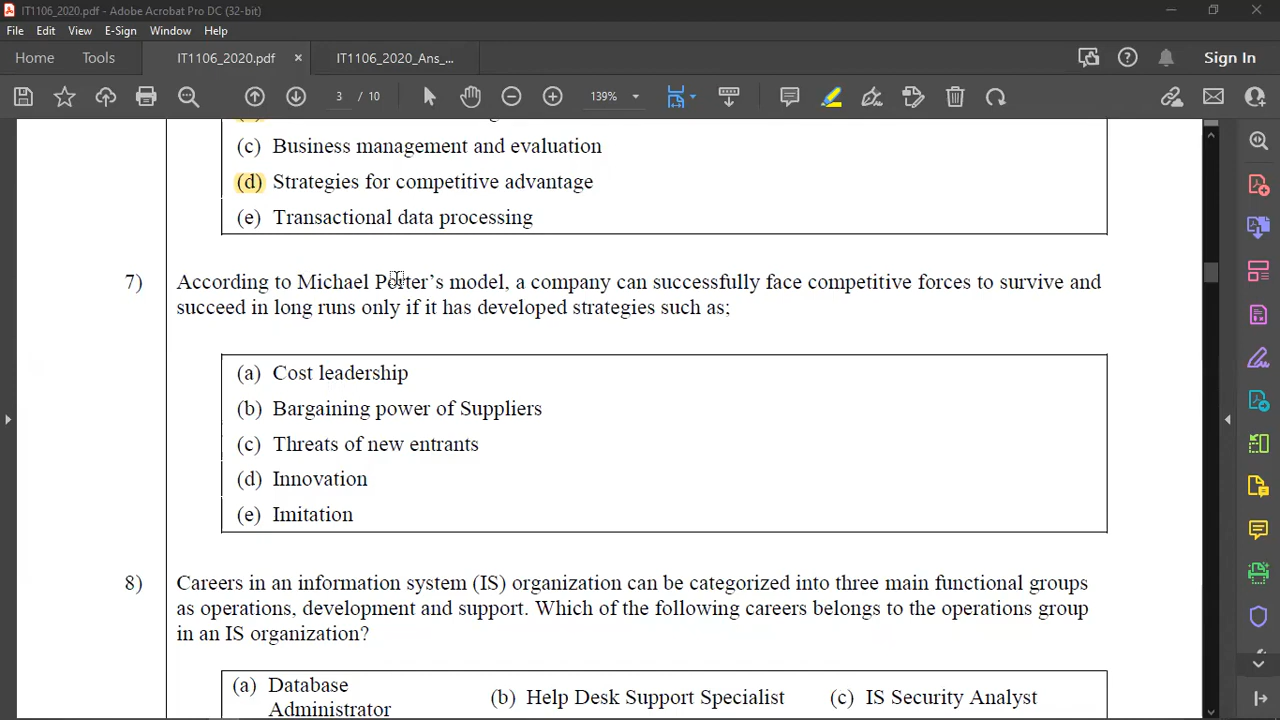 IT1106_2020.pdf - Adobe Acrobat Pro DC (32-bit)
File Edit View E-Sign Window Help
Home Tools IT1106_2020.pdf × IT1106_2020_Ans_... Sign In
3 / 10 139%
(c) Business management and evaluation
(d) Strategies for competitive advantage
(e) Transactional data processing
7) According to Michael Porter's model, a company can successfully face competitive forces to survive and
succeed in long runs only if it has developed strategies such as;
(a) Cost leadership
(b) Bargaining power of Suppliers
(c) Threats of new entrants
(d) Innovation
(e) Imitation
8) Careers in an information system (IS) organization can be categorized into three main functional groups
as operations, development and support. Which of the following careers belongs to the operations group
in an IS organization?
(a) Database
Administrator
(b) Help Desk Support Specialist (c) IS Security Analyst